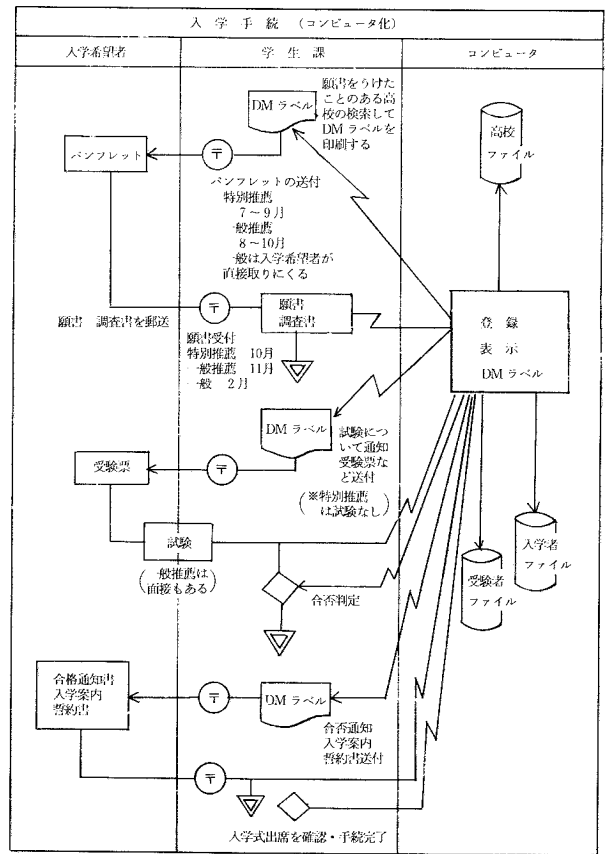 入 学 手 続 （コンピュータ化）
入学希望者
学 生 課
コンピュータ
DM ラベル
願書をうけた
ことのある高
校の検索して
DM ラベルを
印刷する
高校
ファイル
パンフレット
〒
パンフレットの送付
特別推薦
7～9月
一般推薦
8～10月
一般は入学希望者が
直接取りにくる
願書 調査書を郵送
〒
願書
調査書
登 録
表 示
DM ラベル
願書受付
特別推薦 10月
一般推薦 11月
一般 2月
DM ラベル
試験につ
いて通知
受験票な
ど送付
受験票
〒
（※特別推薦
は試験なし）
試験
（一般推薦は
面接もある）
合否判定
入学者
ファイル
受験者
ファイル
合格通知書
入学案内
誓約書
〒
DM ラベル
合否通知
入学案内
誓約書送付
〒
入学式出席を確認・手続完了